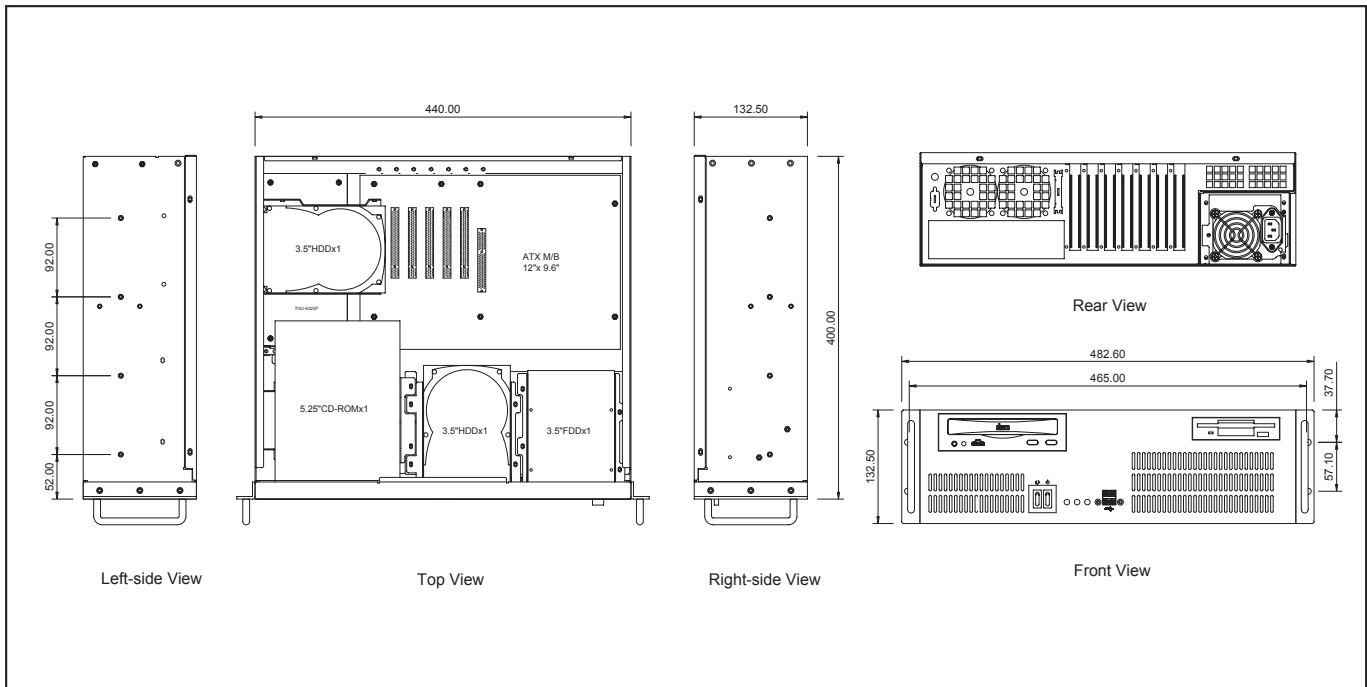 440.00
92.00
92.00
92.00
52.00
3.5"HDDx1
ATX M/B
12"x 9.6"
P2U-6320P
5.25"CD-ROMx1
3.5"HDDx1
3.5"FDDx1
132.50
400.00
Rear View
482.60
465.00
37.70
57.10
132.50
Left-side View
Top View
Right-side View
Front View